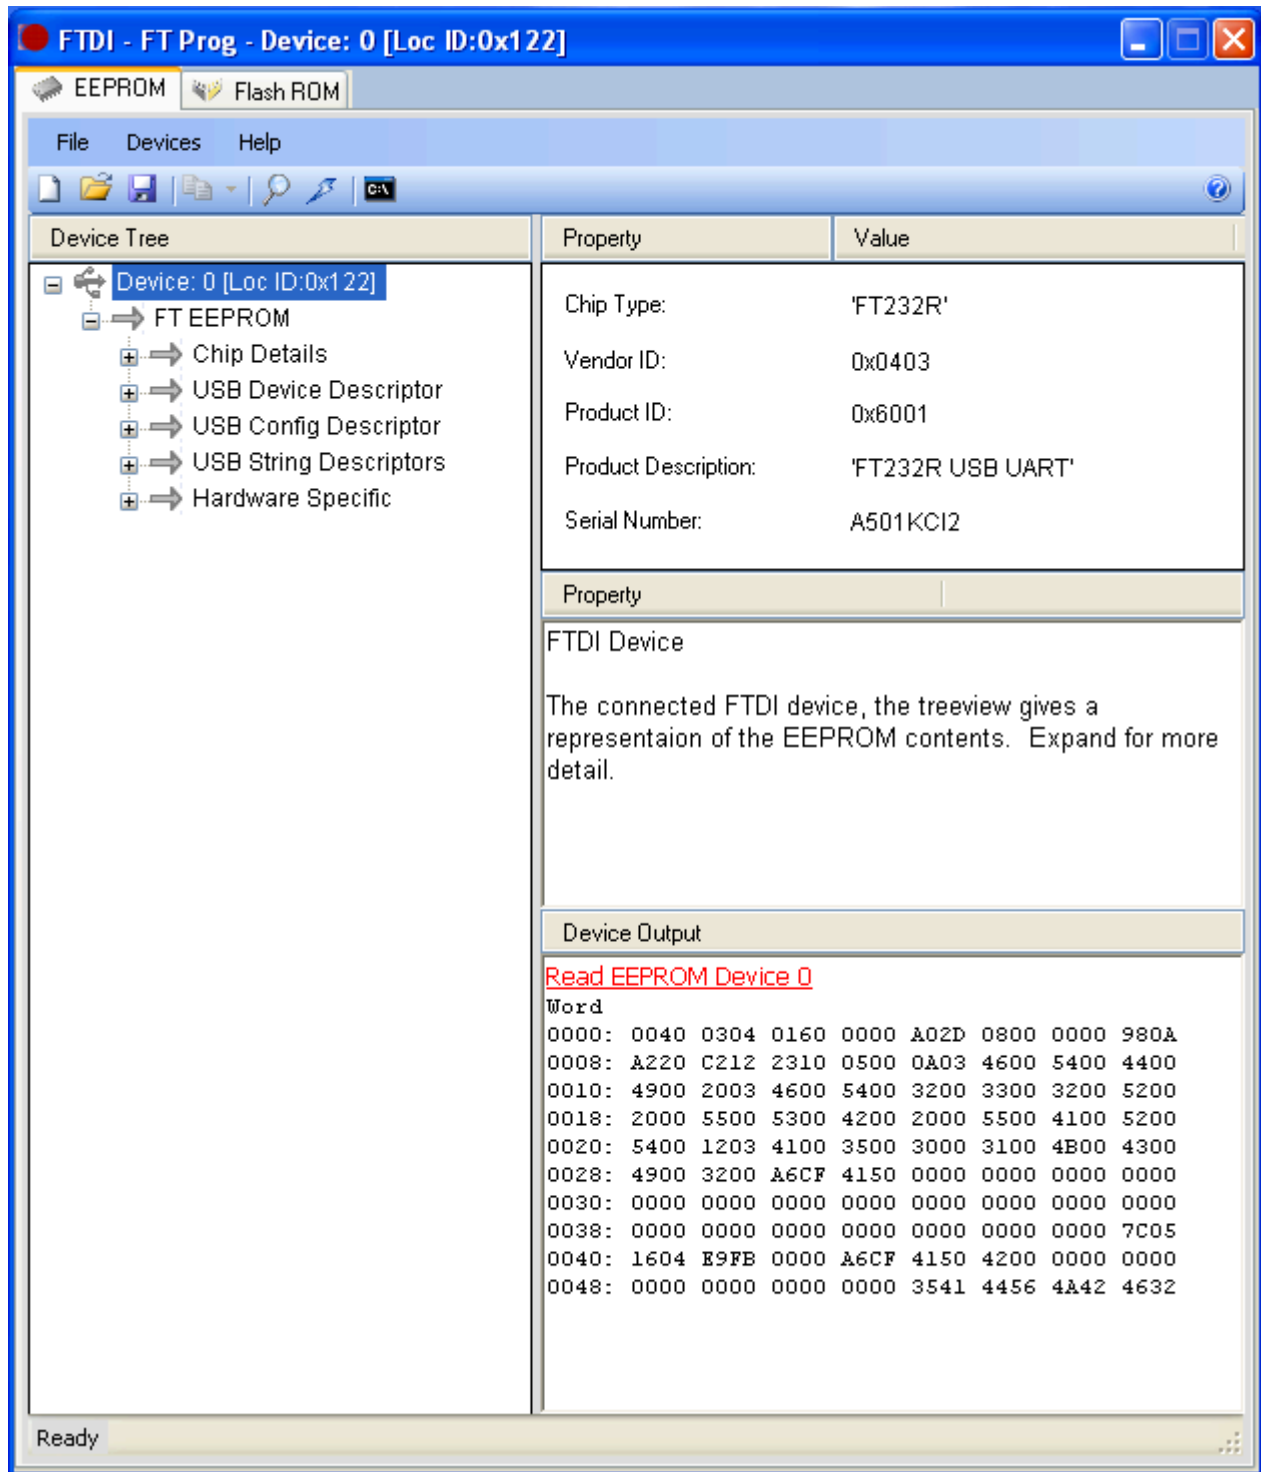 FTDI - FT Prog - Device: 0 [Loc ID:0x122]
EEPROM Flash ROM
File Devices Help
C:\
Device Tree
Device: 0 [Loc ID:0x122]
FT EEPROM
Chip Details
USB Device Descriptor
USB Config Descriptor
USB String Descriptors
Hardware Specific
Property Value
Chip Type: 'FT232R'
Vendor ID: 0x0403
Product ID: 0x6001
Product Description: 'FT232R USB UART'
Serial Number: A501KCI2
Property
FTDI Device
The connected FTDI device, the treeview gives a
representaion of the EEPROM contents. Expand for more
detail.
Device Output
Read EEPROM Device 0
Word
0000: 0040 0304 0160 0000 A02D 0800 0000 980A
0008: A220 C212 2310 0500 0A03 4600 5400 4400
0010: 4900 2003 4600 5400 3200 3300 3200 5200
0018: 2000 5500 5300 4200 2000 5500 4100 5200
0020: 5400 1203 4100 3500 3000 3100 4B00 4300
0028: 4900 3200 A6CF 4150 0000 0000 0000 0000
0030: 0000 0000 0000 0000 0000 0000 0000 0000
0038: 0000 0000 0000 0000 0000 0000 0000 7C05
0040: 1604 E9FB 0000 A6CF 4150 4200 0000 0000
0048: 0000 0000 0000 0000 3541 4456 4A42 4632
Ready